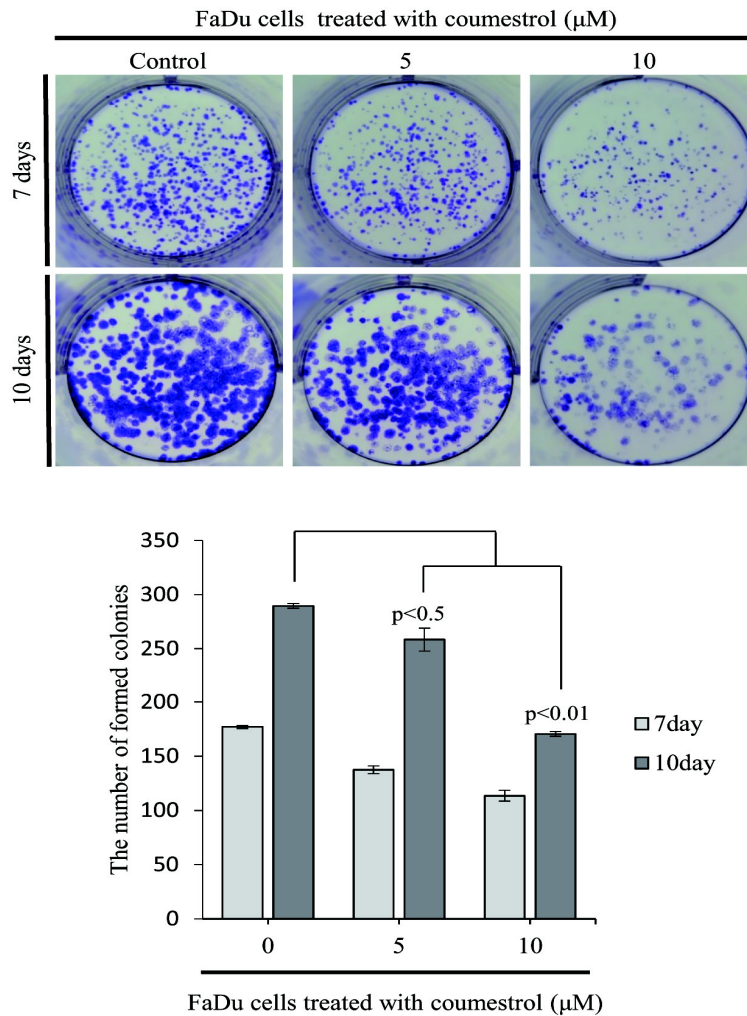 FaDu cells treated with coumestrol (μM)
Control 5 10
7 days
10 days
350
300
250
200
150
100
50
0
The number of formed colonies
p<0.5
p<0.01
7day
10day
0 5 10
FaDu cells treated with coumestrol (μM)